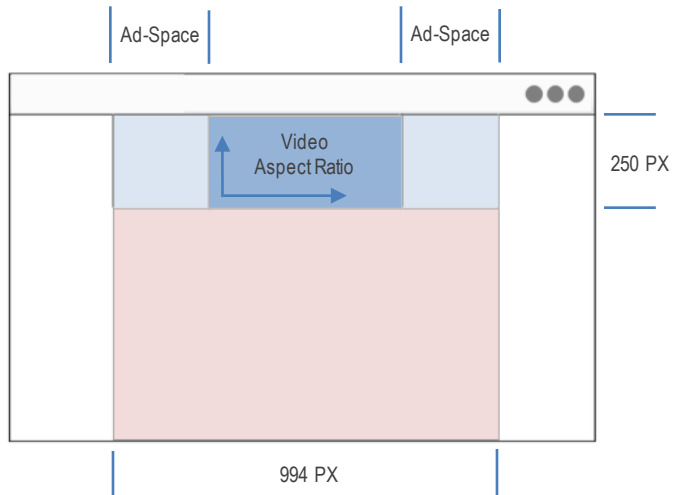 Ad-Space
Ad-Space
Video
Aspect Ratio
250 PX
994 PX